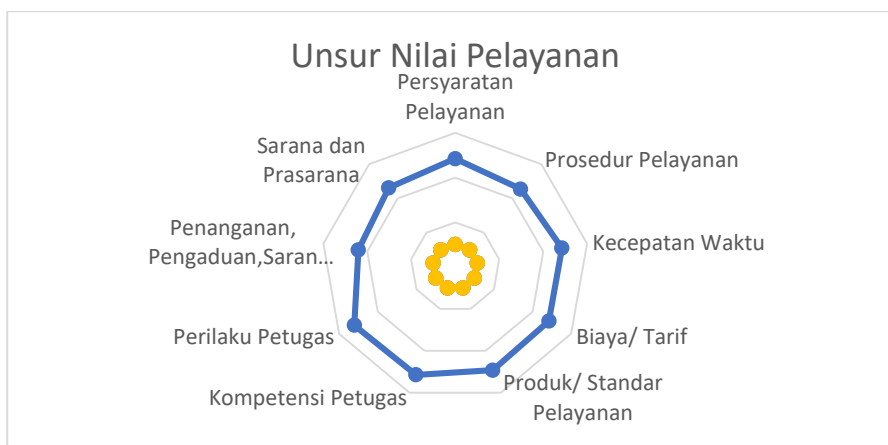 Unsur Nilai Pelayanan
Persyaratan
Pelayanan
Prosedur Pelayanan
Kecepatan Waktu
Biaya/ Tarif
Produk/ Standar
Pelayanan
Kompetensi Petugas
Perilaku Petugas
Penanganan,
Pengaduan,Saran...
Sarana dan
Prasarana